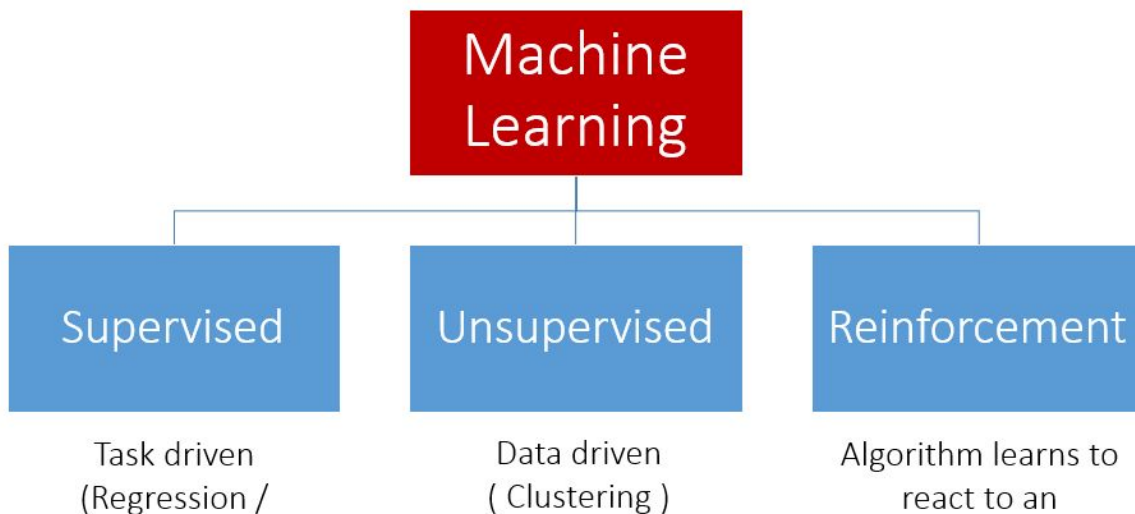 Machine
Learning
Supervised
Unsupervised
Reinforcement
Task driven
(Regression /
Data driven
( Clustering )
Algorithm learns to
react to an